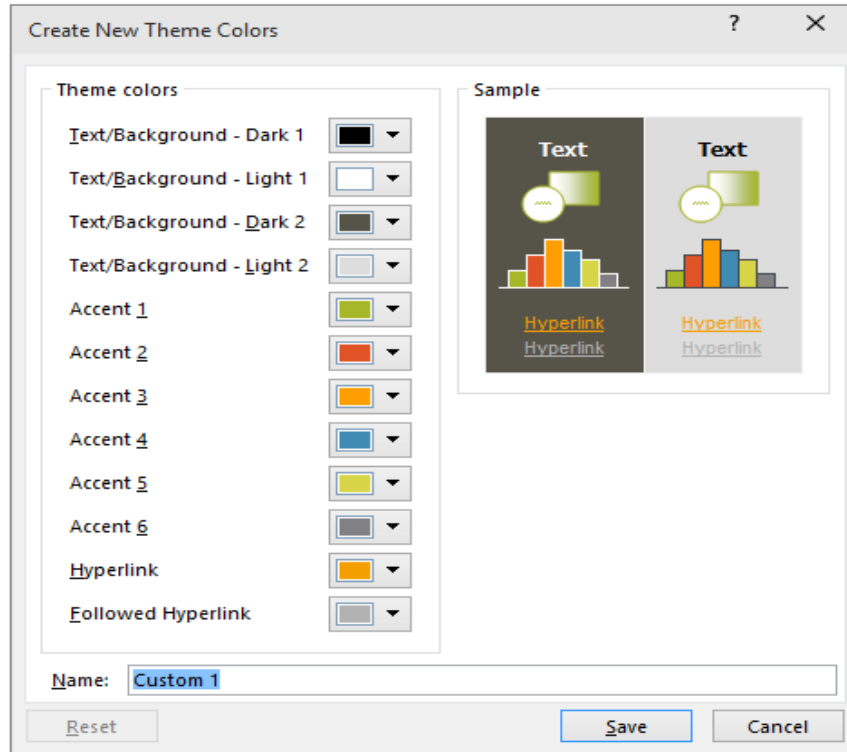 Create New Theme Colors
?
Theme colors
Text/Background - Dark 1
Text/Background - Light 1
Text/Background - Dark 2
Text/Background - Light 2
Accent 1
Accent 2
Accent 3
Accent 4
Accent 5
Accent 6
Hyperlink
Followed Hyperlink
Sample
Text Text
Hyperlink Hyperlink
Hyperlink Hyperlink
Name: Custom 1
Reset Save Cancel